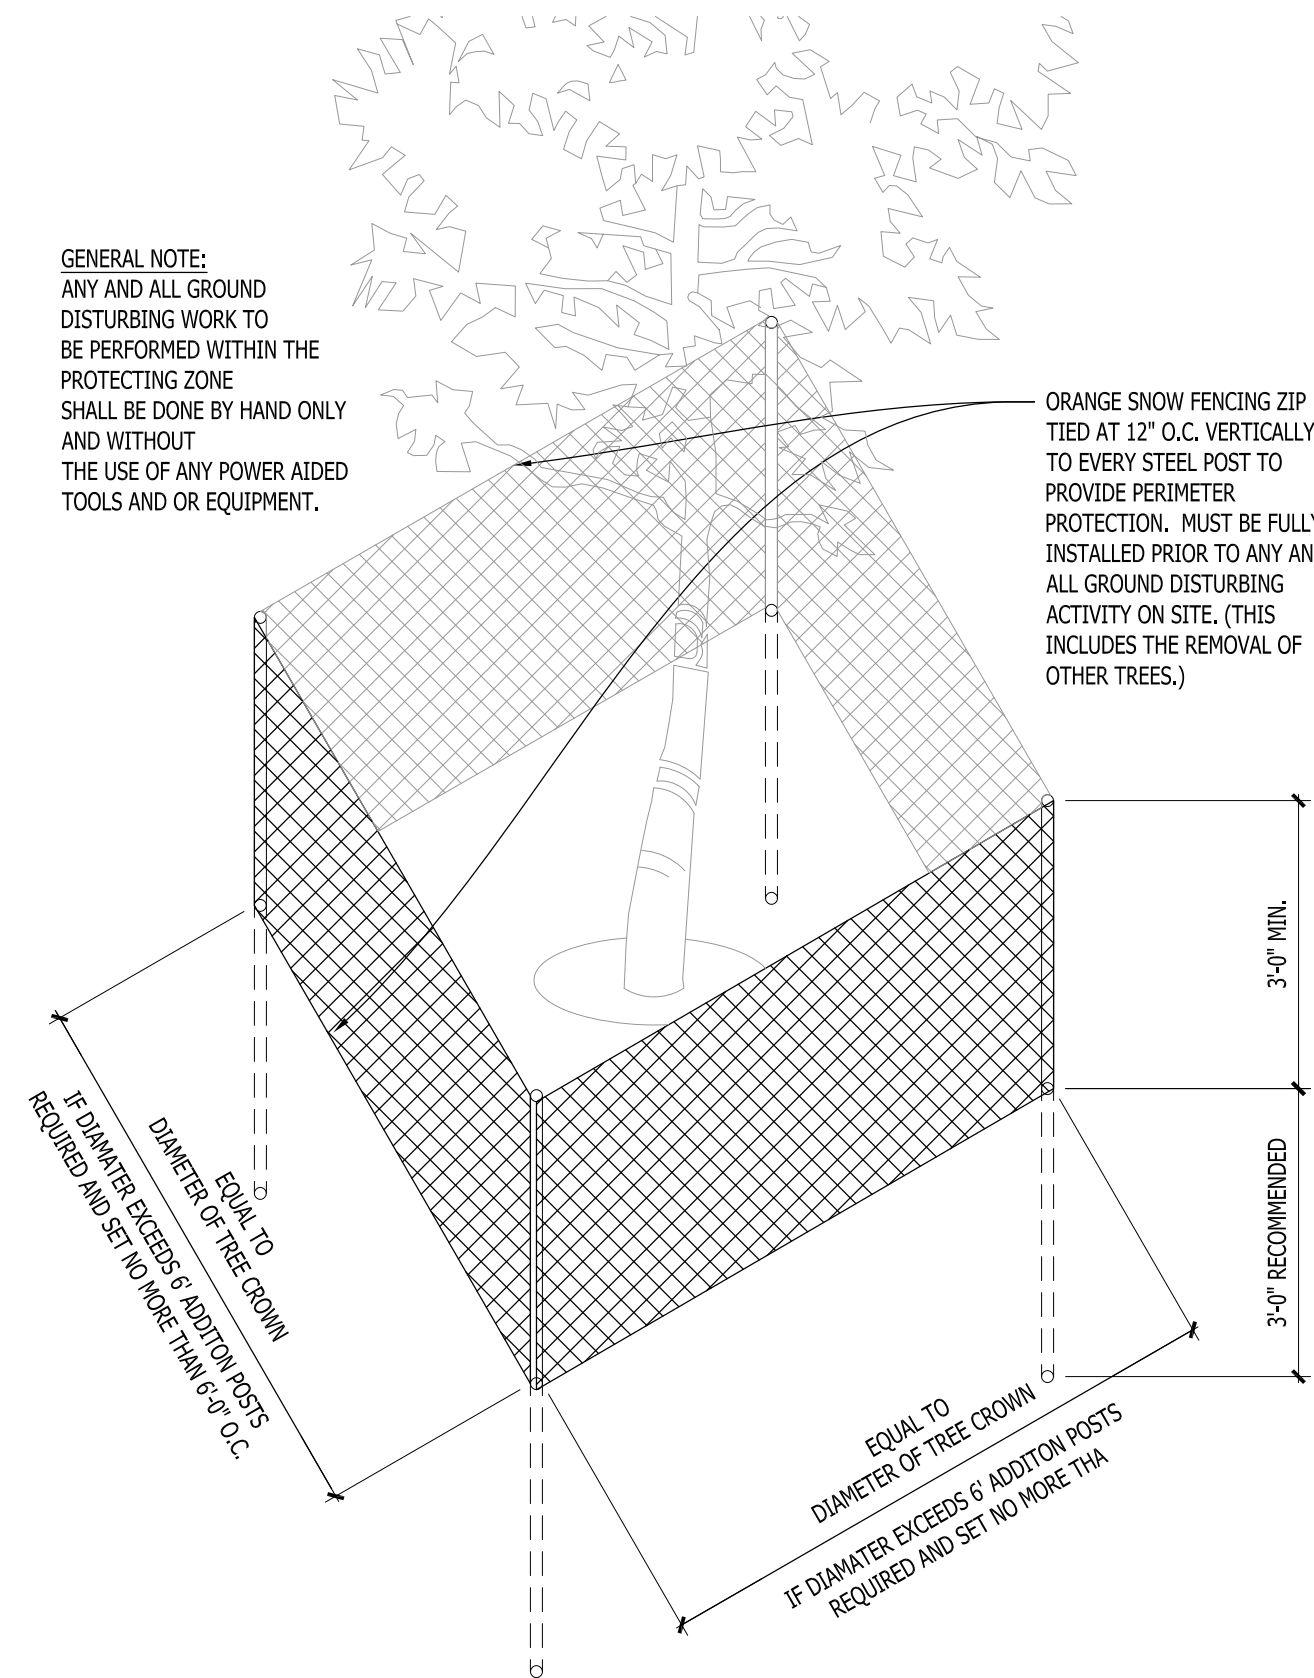 GENERAL NOTE:
ANY AND ALL GROUND
DISTURBING WORK TO
BE PERFORMED WITHIN THE
PROTECTING ZONE
SHALL BE DONE BY HAND ONLY
AND WITHOUT
THE USE OF ANY POWER AIDED
TOOLS AND OR EQUIPMENT.
ORANGE SNOW FENCING ZIP
TIED AT 12" O.C. VERTICALLY
TO EVERY STEEL POST TO
PROVIDE PERIMETER
PROTECTION. MUST BE FULLY
INSTALLED PRIOR TO ANY AN
ALL GROUND DISTURBING
ACTIVITY ON SITE. (THIS
INCLUDES THE REMOVAL OF
OTHER TREES.)
3'-0" MIN.
3'-0" RECOMMENDED
EQUAL TO
DIAMETER OF TREE CROWN
IF DIAMATER EXCEEDS 6' ADDITON POSTS
REQUIRED AND SET NO MORE THAN 6'-0" O.C.
EQUAL TO
DIAMETER OF TREE CROWN
IF DIAMATER EXCEEDS 6' ADDITON POSTS
REQUIRED AND SET NO MORE THA